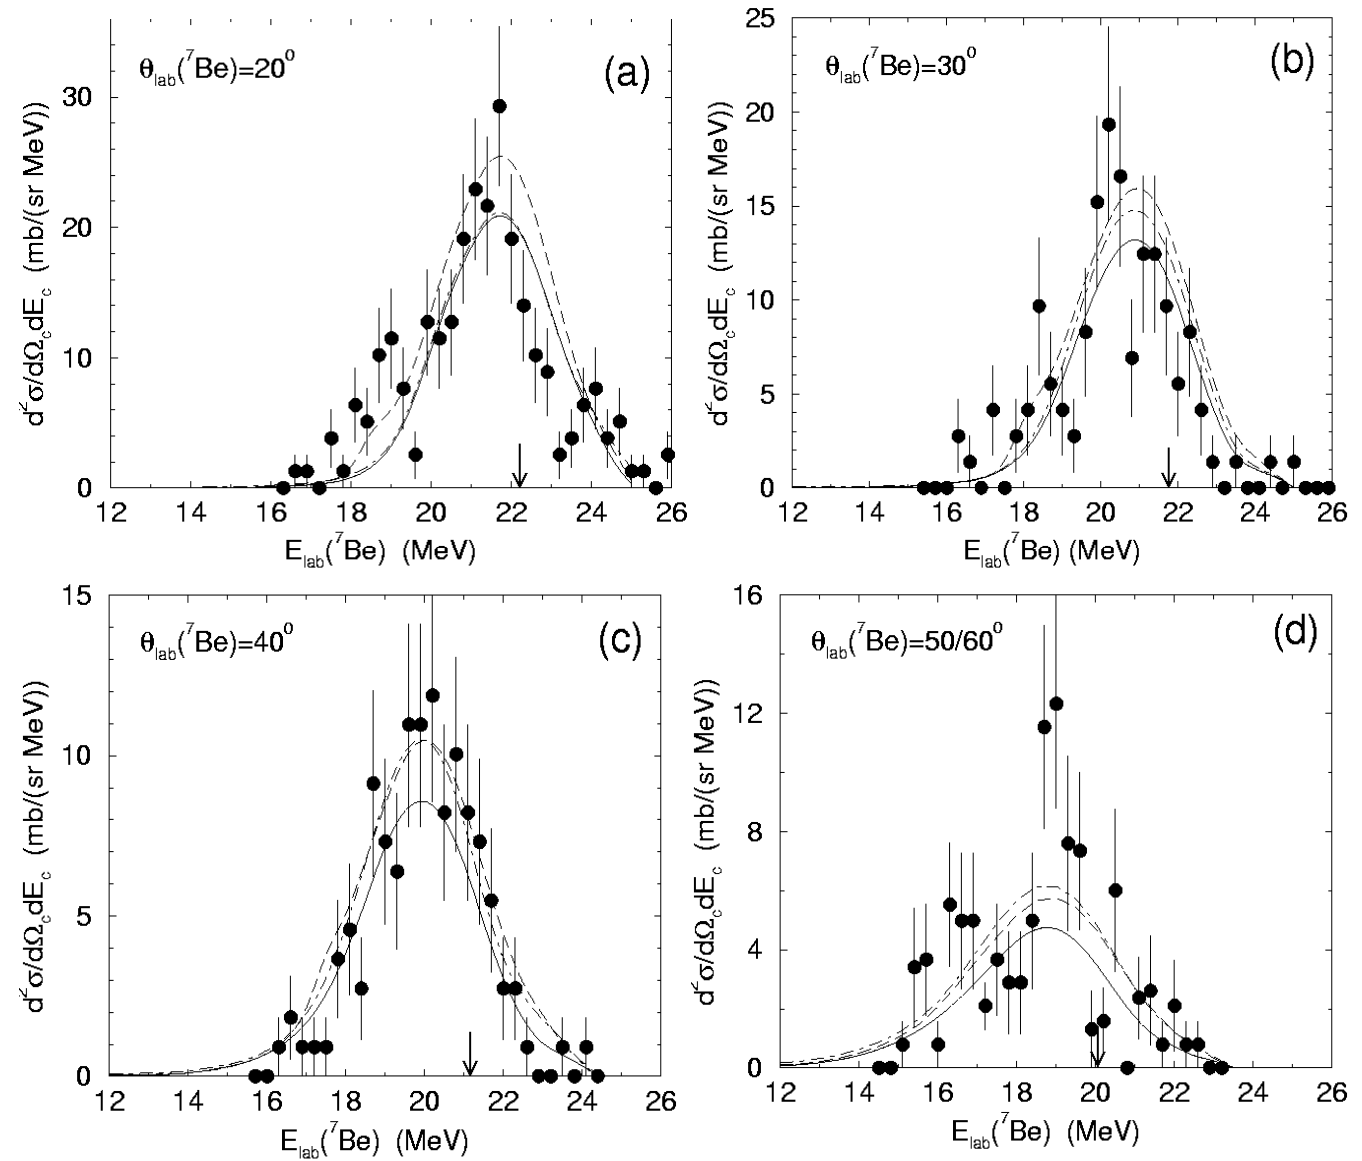 θlab(⁷Be)=20⁰
(a)
d²σ/dΩcdEc (mb/(sr MeV))
30
20
10
0
12 14 16 18 20 22 24 26
Elab(⁷Be) (MeV)
θlab(⁷Be)=30⁰
(b)
d²σ/dΩcdEc (mb/(sr MeV))
25
20
15
10
5
0
12 14 16 18 20 22 24 26
Elab(⁷Be) (MeV)
θlab(⁷Be)=40⁰
(c)
d²σ/dΩcdEc (mb/(sr MeV))
15
10
5
0
12 14 16 18 20 22 24 26
Elab(⁷Be) (MeV)
θlab(⁷Be)=50/60⁰
(d)
d²σ/dΩcdEc (mb/(sr MeV))
16
12
8
4
0
12 14 16 18 20 22 24 26
Elab(⁷Be) (MeV)